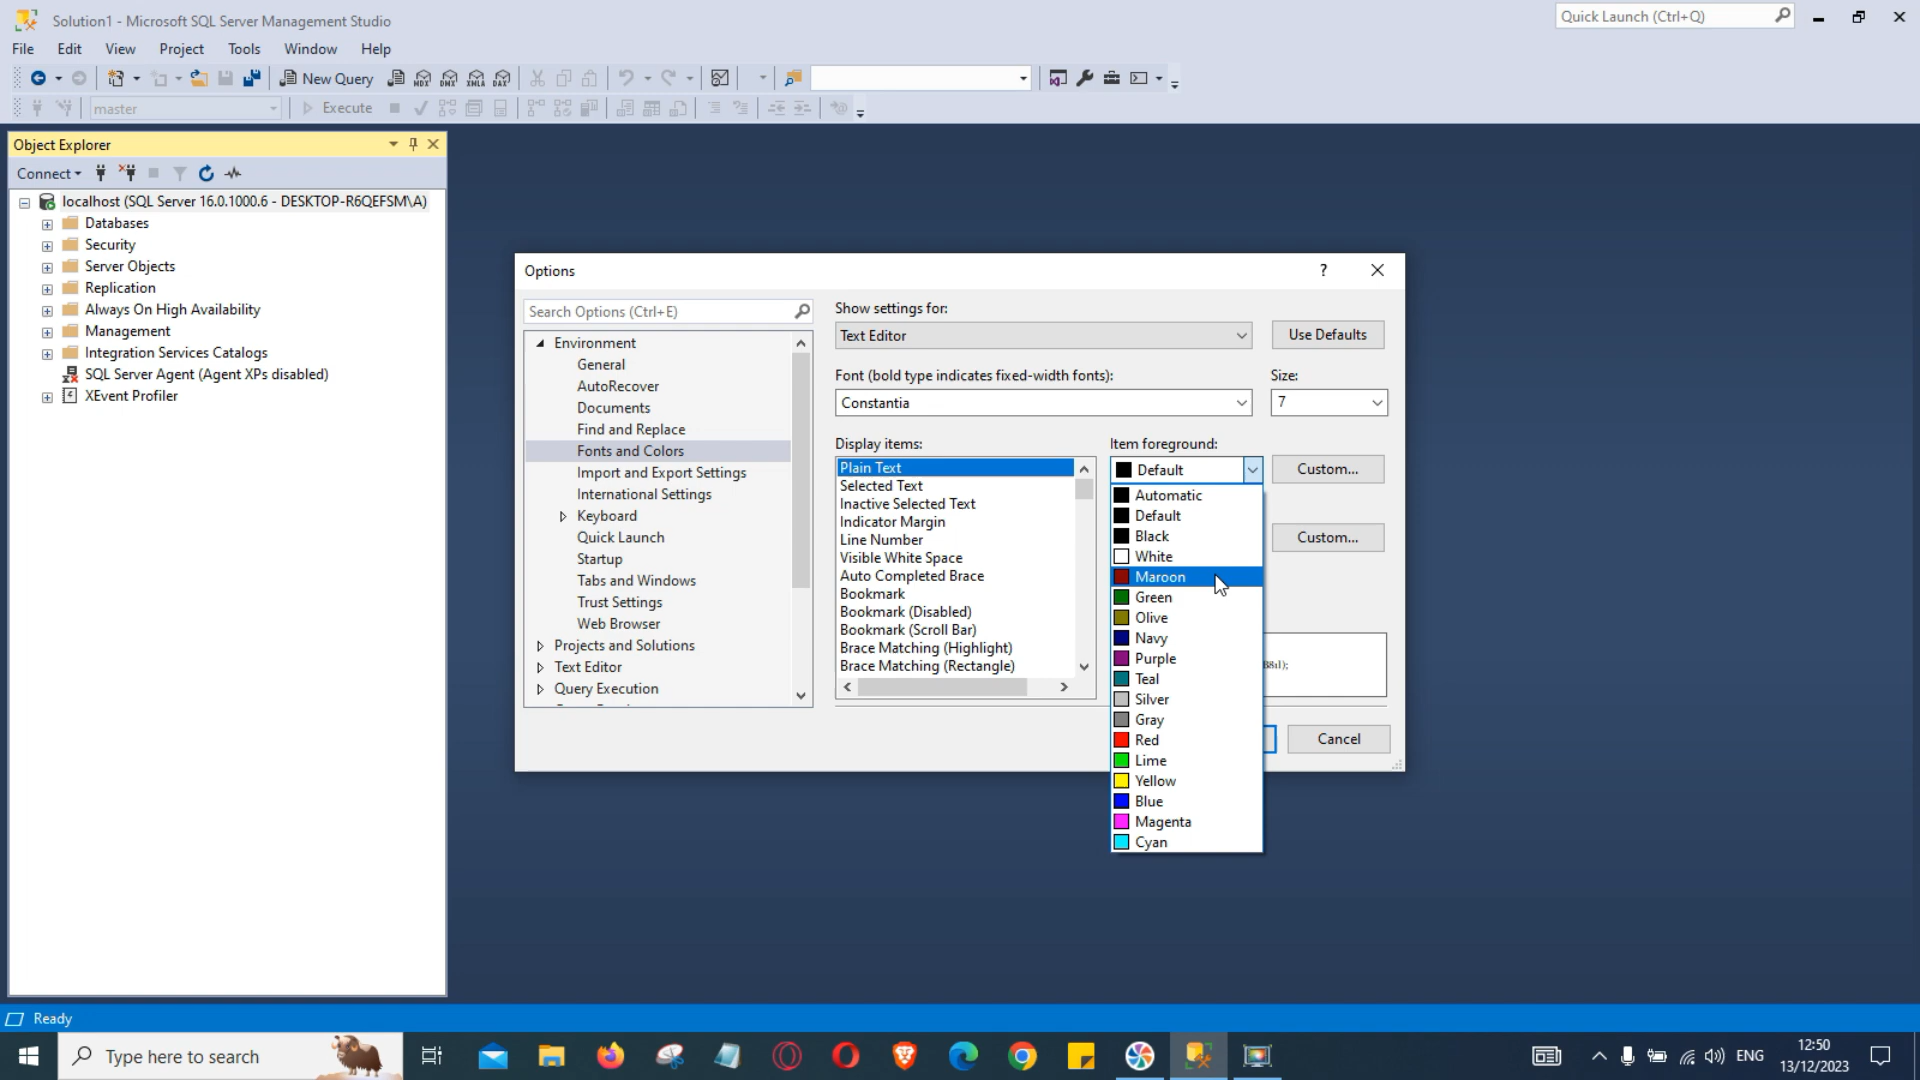 Solution1 - Microsoft SQL Server Management Studio
Quick Launch (Ctrl+Q)
File Edit View Project Tools Window Help
New Query MDX DMX XMLA DAX
master Execute
Object Explorer
Connect
localhost (SQL Server 16.0.1000.6 - DESKTOP-R6QEFSM\A)
Databases
Security
Server Objects
Replication
Always On High Availability
Management
Integration Services Catalogs
SQL Server Agent (Agent XPs disabled)
XEvent Profiler
Options
?
Search Options (Ctrl+E)
Environment
General
AutoRecover
Documents
Find and Replace
Fonts and Colors
Import and Export Settings
International Settings
Keyboard
Quick Launch
Startup
Tabs and Windows
Trust Settings
Web Browser
Projects and Solutions
Text Editor
Query Execution
Show settings for:
Text Editor
Use Defaults
Font (bold type indicates fixed-width fonts):
Size:
Constantia
7
Display items:
Plain Text
Selected Text
Inactive Selected Text
Indicator Margin
Line Number
Visible White Space
Auto Completed Brace
Bookmark
Bookmark (Disabled)
Bookmark (Scroll Bar)
Brace Matching (Highlight)
Brace Matching (Rectangle)
Item foreground:
Default
Custom...
Automatic
Default
Black
White
Maroon
Green
Olive
Navy
Purple
Teal
Silver
Gray
Red
Lime
Yellow
Blue
Magenta
Cyan
Custom...
Cancel
Ready
Type here to search
ENG
12:50
13/12/2023